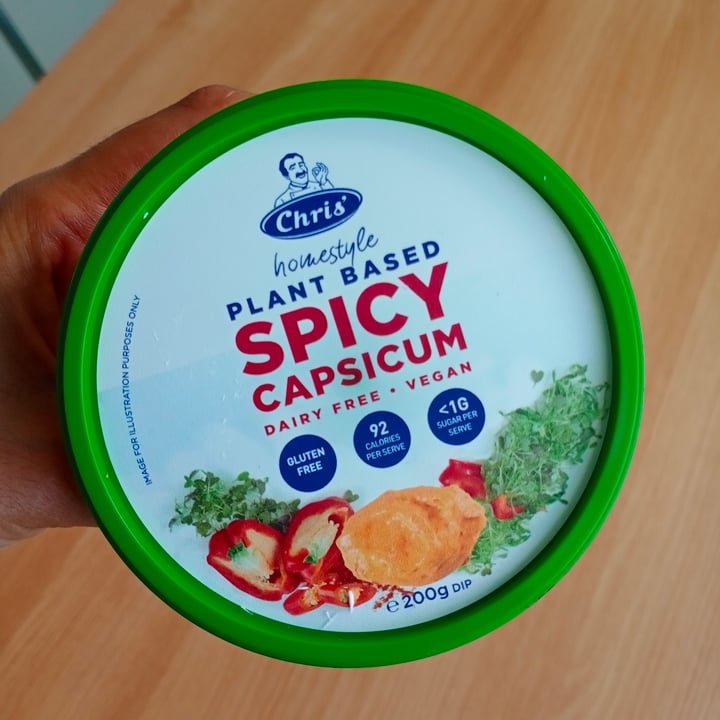 Chris'
homestyle
PLANT BASED
SPICY
CAPSICUM
DAIRY FREE • VEGAN
GLUTEN
FREE
92
CALORIES
PER SERVE
<1G
SUGAR PER
SERVE
℮ 200g DIP
IMAGE FOR ILLUSTRATION PURPOSES ONLY